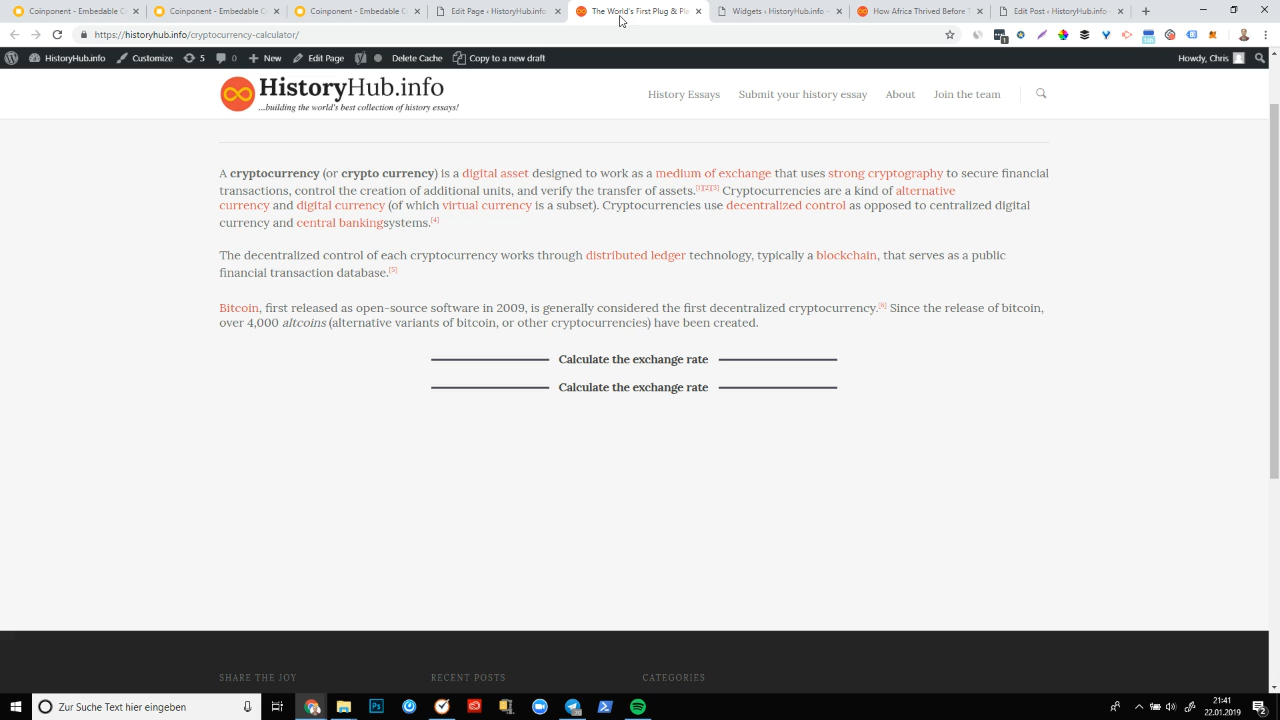 Coinponent - Embedable C
Coinponent - Embedable C
Coinponent - Embedable C
Edit Page ‹ HistoryHub.info
The World's First Plug & Pla
Widgets ‹ HistoryHub.info –
How Africa Thrived Before T
Edit Post ‹ HistoryHub.info –
https://historyhub.info/cryptocurrency-calculator/
HistoryHub.info
Customize
5
0
New
Edit Page
Delete Cache
Copy to a new draft
Howdy, Chris
HistoryHub.info
...building the world's best collection of history essays!
History Essays
Submit your history essay
About
Join the team
A cryptocurrency (or crypto currency) is a digital asset designed to work as a medium of exchange that uses strong cryptography to secure financial
transactions, control the creation of additional units, and verify the transfer of assets.[1][2][3] Cryptocurrencies are a kind of alternative
currency and digital currency (of which virtual currency is a subset). Cryptocurrencies use decentralized control as opposed to centralized digital
currency and central bankingsystems.[4]
The decentralized control of each cryptocurrency works through distributed ledger technology, typically a blockchain, that serves as a public
financial transaction database.[5]
Bitcoin, first released as open-source software in 2009, is generally considered the first decentralized cryptocurrency.[6] Since the release of bitcoin,
over 4,000 altcoins (alternative variants of bitcoin, or other cryptocurrencies) have been created.
Calculate the exchange rate
Calculate the exchange rate
SHARE THE JOY
RECENT POSTS
CATEGORIES
Zur Suche Text hier eingeben
21:41
22.01.2019
2